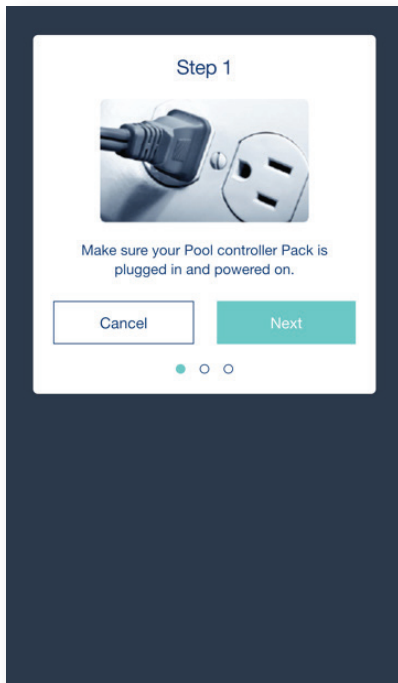 Step 1
Make sure your Pool controller Pack is
plugged in and powered on.
Cancel
Next